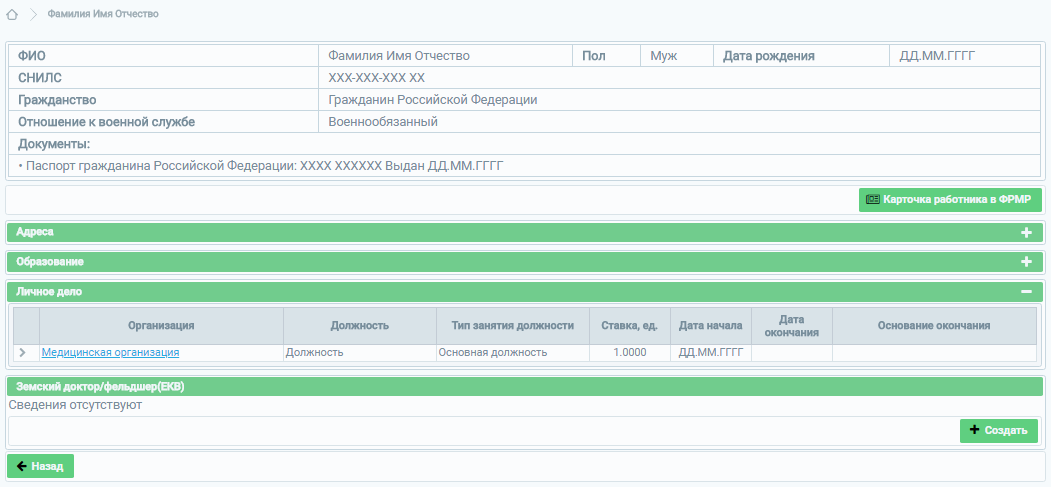 Фамилия Имя Отчество
ФИО Фамилия Имя Отчество Пол Муж Дата рождения ДД.ММ.ГГГГ
СНИЛС XXX-XXX-XXX XX
Гражданство Гражданин Российской Федерации
Отношение к военной службе Военнообязанный
Документы:
• Паспорт гражданина Российской Федерации: XXXX XXXXXX Выдан ДД.ММ.ГГГГ
Карточка работника в ФРМР
Адреса
Образование
Личное дело
Организация Должность Тип занятия должности Ставка, ед. Дата начала Дата окончания Основание окончания
Медицинская организация Должность Основная должность 1.0000 ДД.ММ.ГГГГ
Земский доктор/фельдшер(ЕКВ)
Сведения отсутствуют
Создать
Назад